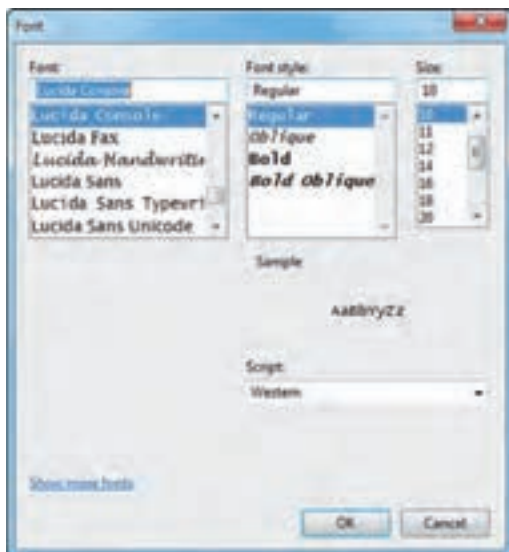 Font
Font:
Lucida Console
Lucida Console
Lucida Fax
Lucida Handwritin
Lucida Sans
Lucida Sans Typewri
Lucida Sans Unicode
Font style:
Regular
Regular
Oblique
Bold
Bold Oblique
Size:
10
10
11
12
14
16
18
20
Sample
AaBbYyZz
Script:
Western
Show more fonts
OK
Cancel